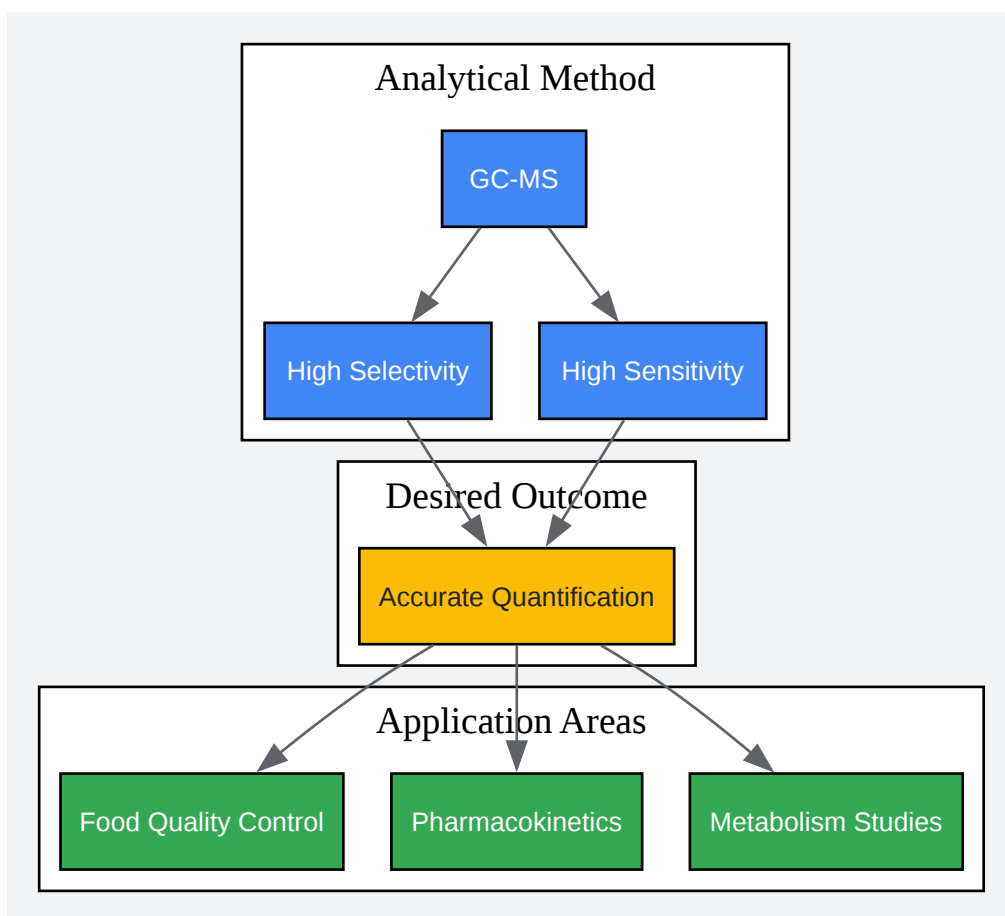 Analytical Method
GC-MS
High Selectivity
High Sensitivity
Desired Outcome
Accurate Quantification
Application Areas
Food Quality Control
Pharmacokinetics
Metabolism Studies